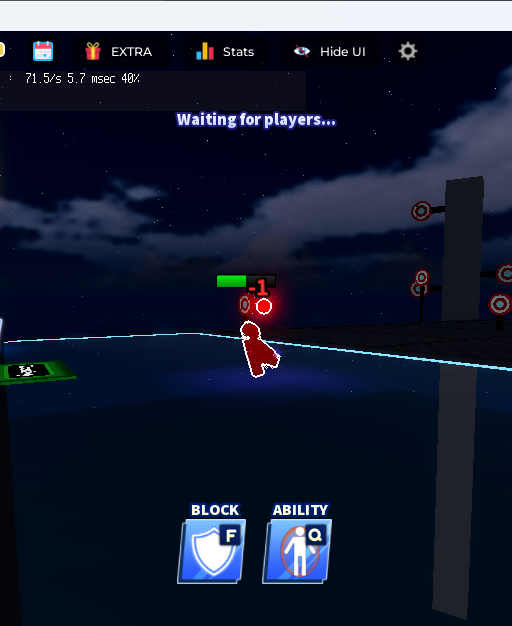 EXTRA
Stats
Hide UI
: 71.5/s 5.7 msec 40%
Waiting for players...
-1
BLOCK
ABILITY
F
Q